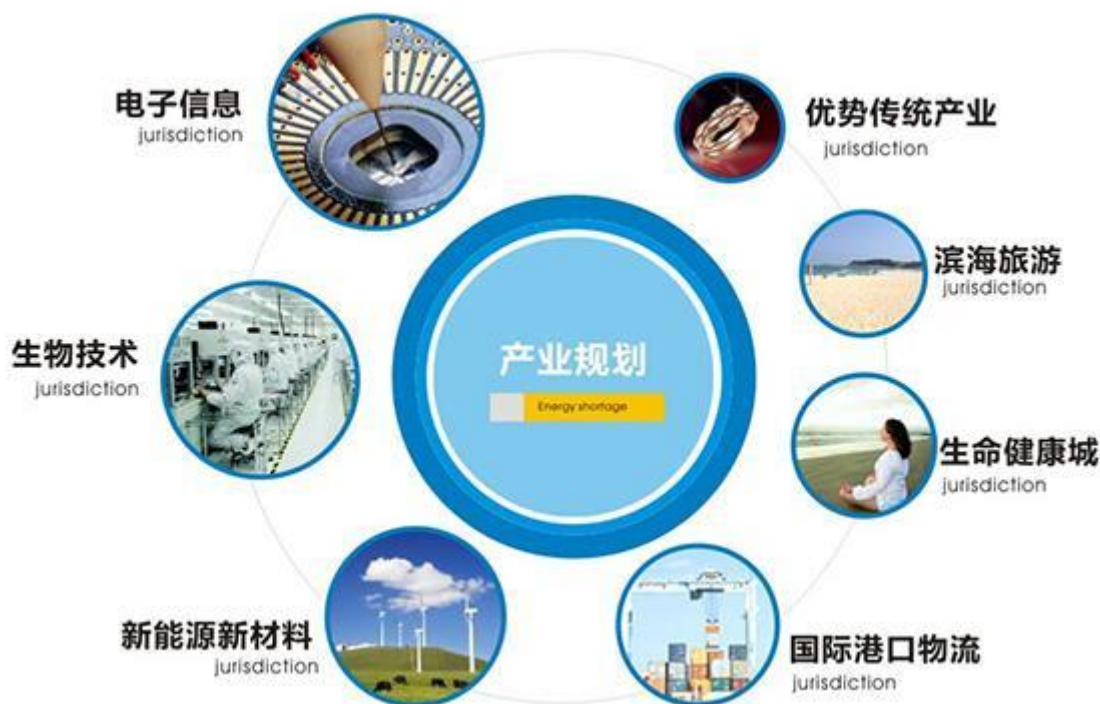 电子信息
jurisdiction
优势传统产业
jurisdiction
滨海旅游
jurisdiction
生物技术
jurisdiction
产业规划
Energy shortage
生命健康城
jurisdiction
新能源新材料
jurisdiction
国际港口物流
jurisdiction